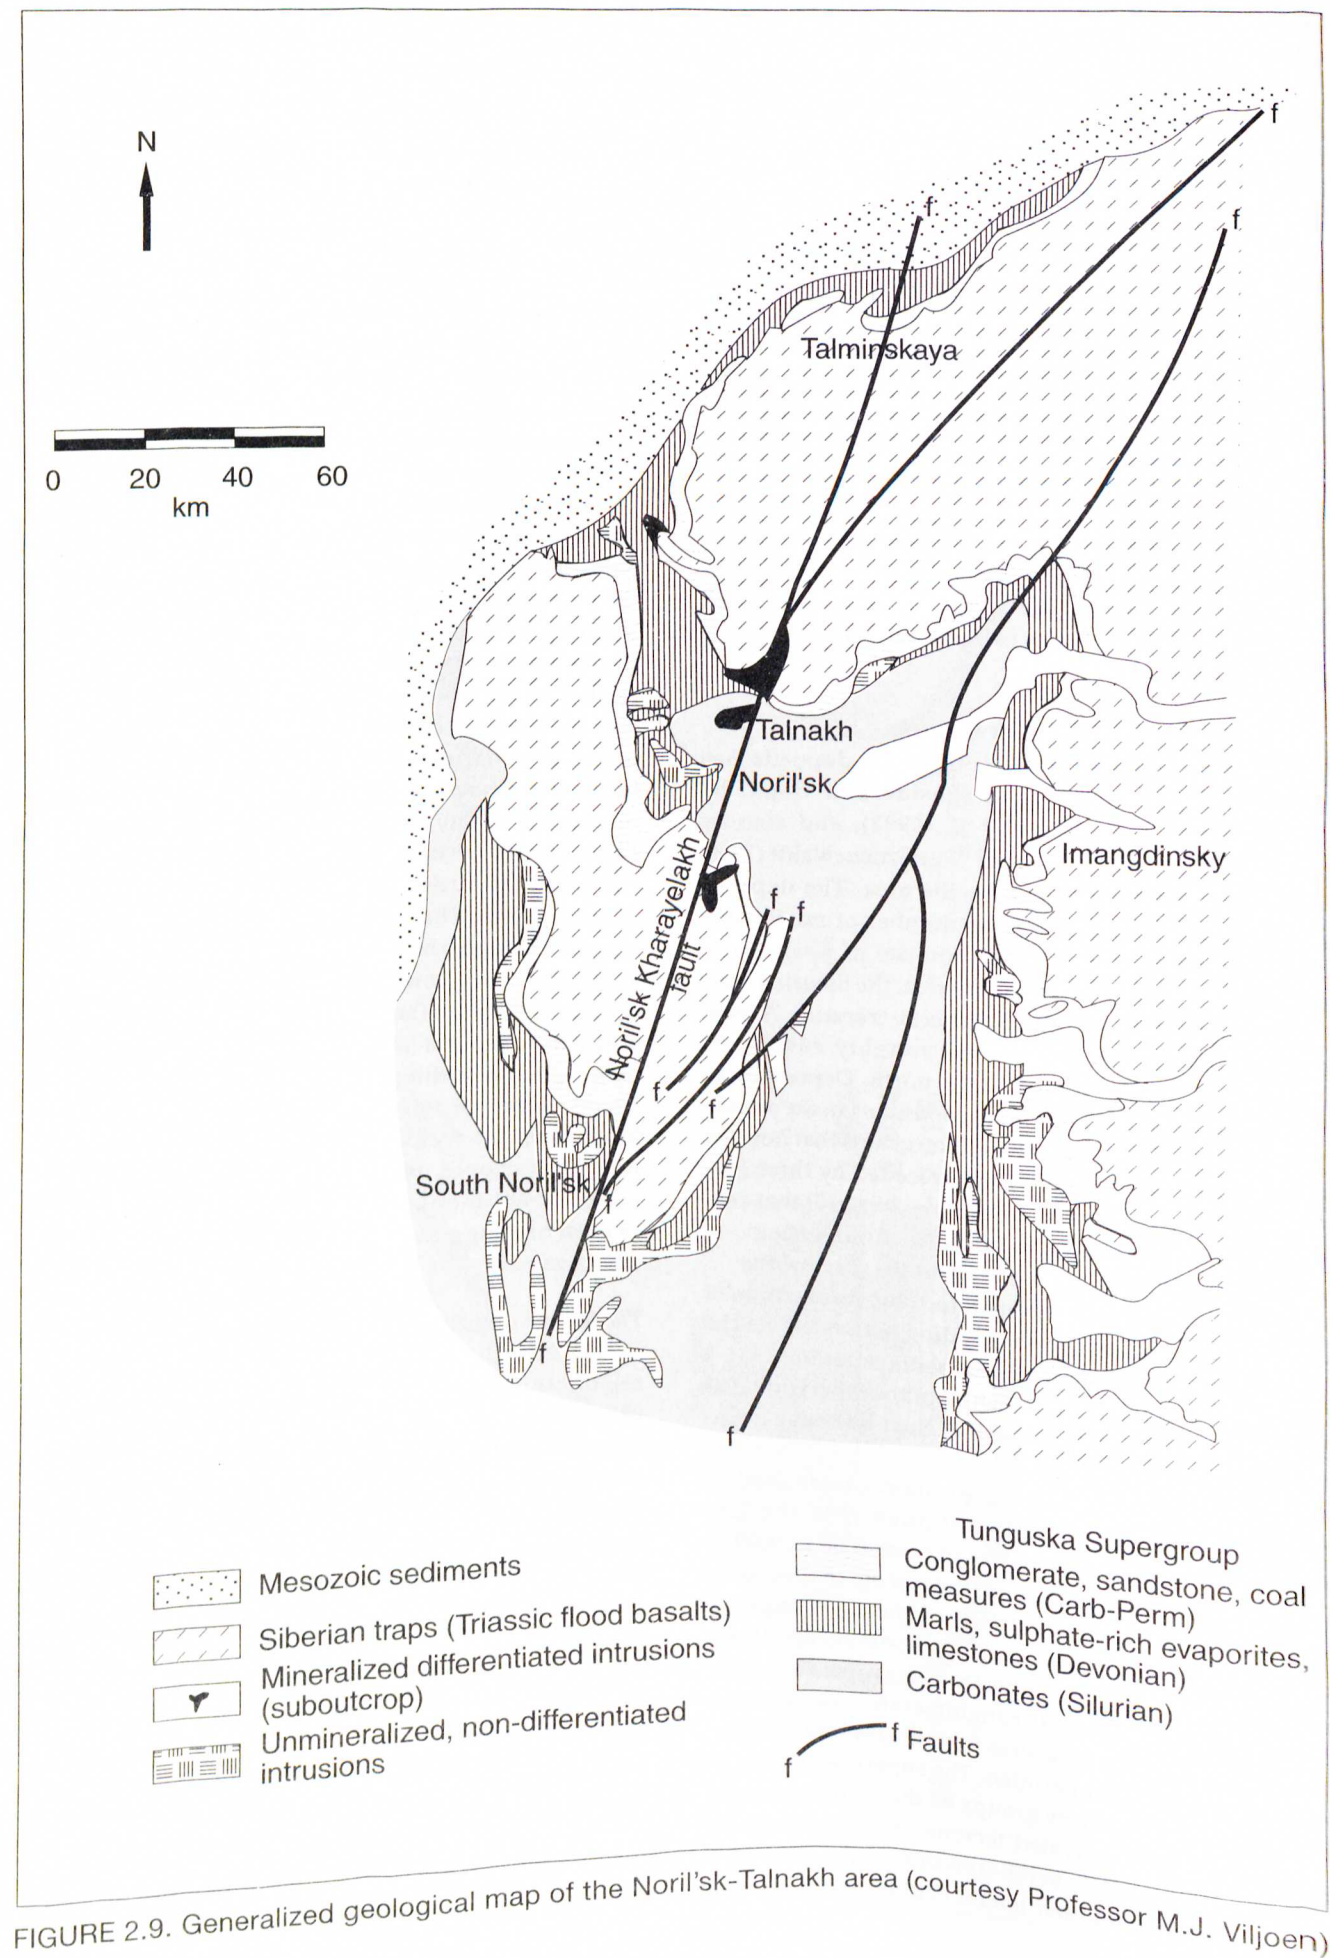 N
f
f
f
Talminskaya
0 20 40 60
km
Talnakh
Noril'sk
Imangdinsky
Noril'sk Kharayelakh
fault
f f
f
f
South Noril'sk
f
f
f
Mesozoic sediments
Siberian traps (Triassic flood basalts)
Mineralized differentiated intrusions
(suboutcrop)
Unmineralized, non-differentiated
intrusions
Tunguska Supergroup
Conglomerate, sandstone, coal
measures (Carb-Perm)
Marls, sulphate-rich evaporites,
limestones (Devonian)
Carbonates (Silurian)
f
f Faults
FIGURE 2.9. Generalized geological map of the Noril'sk-Talnakh area (courtesy Professor M.J. Viljoen)